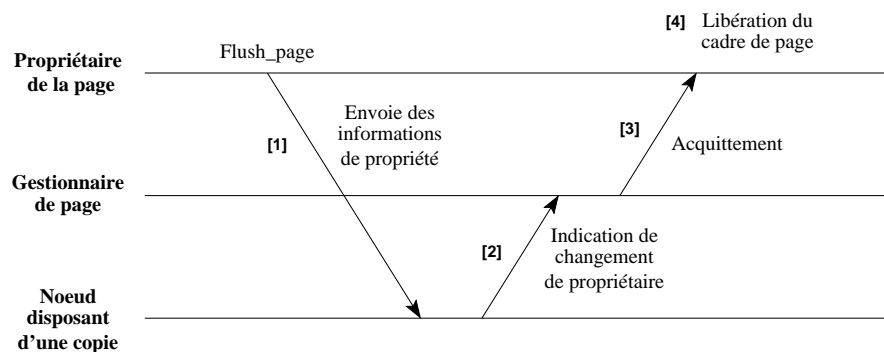 [4] Libération du
cadre de page
Flush_page
Propriétaire
de la page
Envoie des
informations
de propriété
[1]
[3]
Acquittement
Gestionnaire
de page
[2]
Indication de
changement
de propriétaire
Noeud
disposant
d'une copie